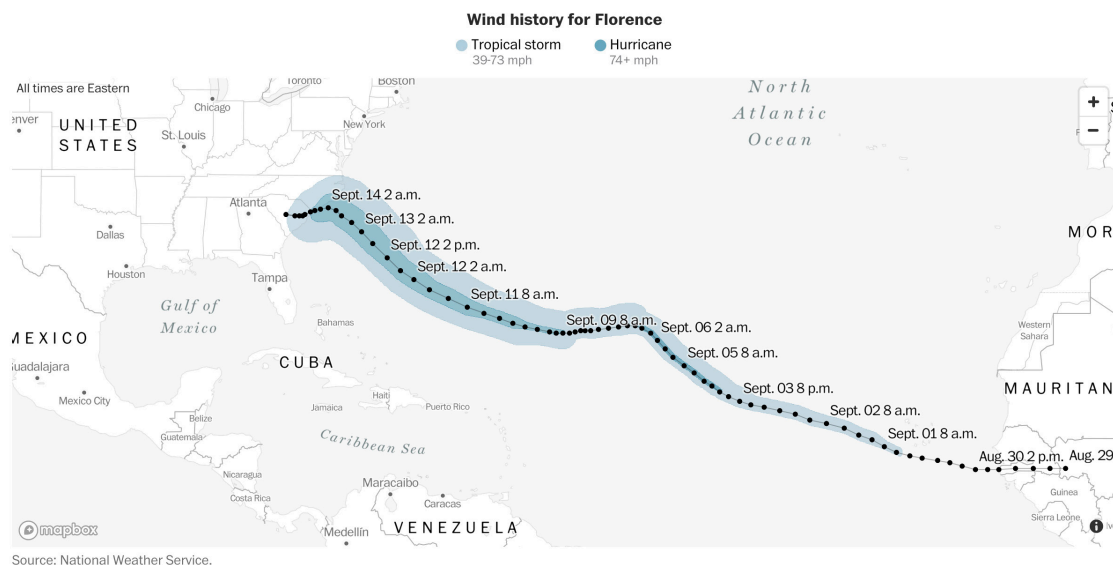 Wind history for Florence
Tropical storm
39-73 mph
Hurricane
74+ mph
All times are Eastern
North
Atlantic
Ocean
Toronto
Boston
Chicago
New York
UNITED
STATES
St. Louis
Atlanta
Dallas
Houston
Tampa
Gulf of
Mexico
MEXICO
Guadalajara
Mexico City
Bahamas
CUBA
Haiti
Jamaica
Puerto Rico
Belize
Guatemala
Caribbean Sea
Nicaragua
Costa Rica
Maracaibo
Caracas
Medellín
VENEZUELA
Sept. 14 2 a.m.
Sept. 13 2 a.m.
Sept. 12 2 p.m.
Sept. 12 2 a.m.
Sept. 11 8 a.m.
Sept. 09 8 a.m.
Sept. 06 2 a.m.
Sept. 05 8 a.m.
Sept. 03 8 p.m.
Sept. 02 8 a.m.
Sept. 01 8 a.m.
Aug. 30 2 p.m.
Aug. 29
MOR
Western
Sahara
MAURITAN
Guinea
Sierra Leone
+
−
mapbox
Source: National Weather Service.